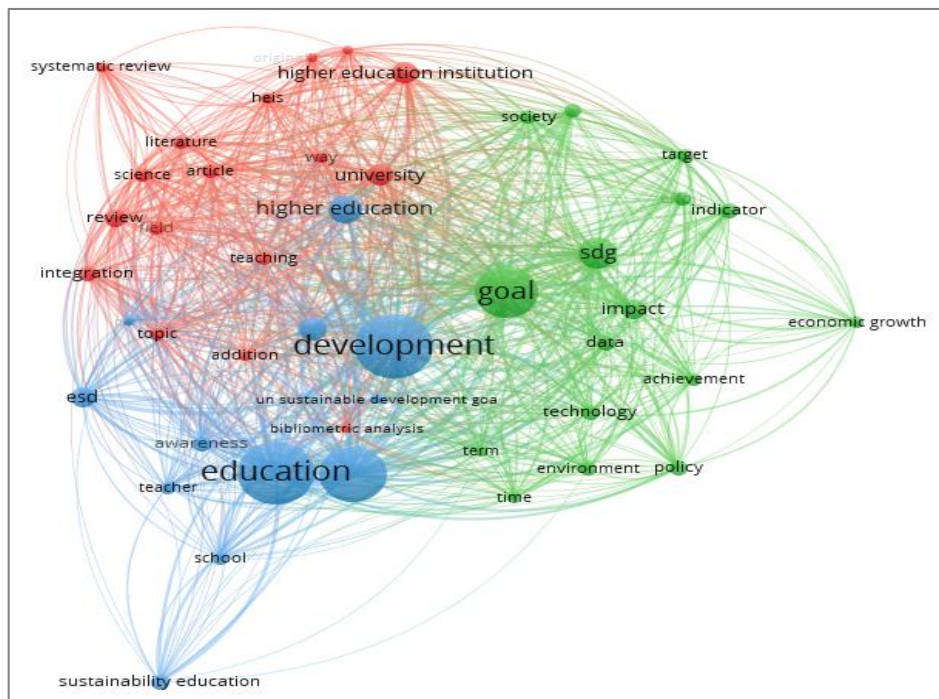 systematic review
higher education institution
heis
society
literature
way
target
science
article
university
higher education
indicator
review
field
teaching
sdg
integration
goal
impact
economic growth
topic
development
data
addition
achievement
esd
un sustainable development goa
technology
bibliometric analysis
awareness
term
education
environment
policy
teacher
time
school
sustainability education